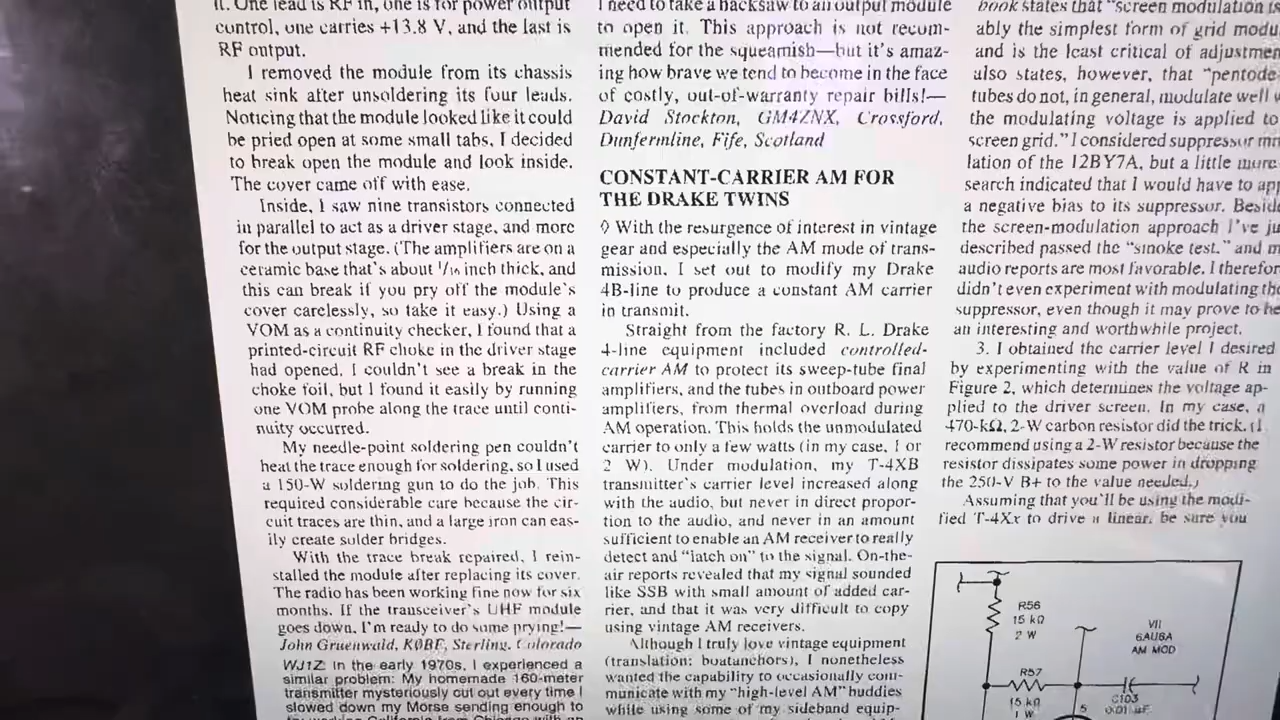 it. One lead is RF in, one is for power output
control, one carries +13.8 V, and the last is
RF output.
I removed the module from its chassis
heat sink after unsoldering its four leads.
Noticing that the module looked like it could
be pried open at some small tabs, I decided
to break open the module and look inside.
The cover came off with ease.
Inside, I saw nine transistors connected
in parallel to act as a driver stage, and more
for the output stage. (The amplifiers are on a
ceramic base that's about 1/16 inch thick, and
this can break if you pry off the module's
cover carelessly, so take it easy.) Using a
VOM as a continuity checker, I found that a
printed-circuit RF choke in the driver stage
had opened. I couldn't see a break in the
choke foil, but I found it easily by running
one VOM probe along the trace until conti-
nuity occurred.
My needle-point soldering pen couldn't
heat the trace enough for soldering, so I used
a 150-W soldering gun to do the job. This
required considerable care because the cir-
cuit traces are thin, and a large iron can eas-
ily create solder bridges.
With the trace break repaired, I rein-
stalled the module after replacing its cover.
The radio has been working fine now for six
months. If the transceiver's UHF module
goes down, I'm ready to do some prying!—
John Gruenwald, KØBF, Sterling, Colorado
WJ1Z: In the early 1970s, I experienced a
similar problem: My homemade 160-meter
transmitter mysteriously cut out every time I
slowed down my Morse sending enough to
I need to take a hacksaw to an output module
to open it. This approach is not recom-
mended for the squeamish—but it's amaz-
ing how brave we tend to become in the face
of costly, out-of-warranty repair bills!—
David Stockton, GM4ZNX, Crossford,
Dunfermline, Fife, Scotland
CONSTANT-CARRIER AM FOR
THE DRAKE TWINS
◊ With the resurgence of interest in vintage
gear and especially the AM mode of trans-
mission, I set out to modify my Drake
4B-line to produce a constant AM carrier
in transmit.
Straight from the factory R. L. Drake
4-line equipment included controlled-
carrier AM to protect its sweep-tube final
amplifiers, and the tubes in outboard power
amplifiers, from thermal overload during
AM operation. This holds the unmodulated
carrier to only a few watts (in my case, 1 or
2 W). Under modulation, my T-4XB
transmitter's carrier level increased along
with the audio, but never in direct propor-
tion to the audio, and never in an amount
sufficient to enable an AM receiver to really
detect and "latch on" to the signal. On-the-
air reports revealed that my signal sounded
like SSB with small amount of added car-
rier, and that it was very difficult to copy
using vintage AM receivers.
Although I truly love vintage equipment
(translation: boatanchors), I nonetheless
wanted the capability to occasionally com-
municate with my "high-level AM" buddies
while using some of my sideband equip-
book states that "screen modulation is
ably the simplest form of grid modu
and is the least critical of adjustmen
also states, however, that "pentode
tubes do not, in general, modulate well w
the modulating voltage is applied to
screen grid." I considered suppressor
lation of the 12BY7A, but a little more
search indicated that I would have to app
a negative bias to its suppressor. Beside
the screen-modulation approach I've ju
described passed the "smoke test," and m
audio reports are most favorable. I therefor
didn't even experiment with modulating the
suppressor, even though it may prove to be
an interesting and worthwhile project.
3. I obtained the carrier level I desired
by experimenting with the value of R in
Figure 2, which determines the voltage ap-
plied to the driver screen. In my case, a
470-kΩ, 2-W carbon resistor did the trick. (I
recommend using a 2-W resistor because the
resistor dissipates some power in dropping
the 250-V B+ to the value needed.)
Assuming that you'll be using the modi-
fied T-4Xx to drive a linear, be sure you
R56
15 kΩ
2 W
V11
6AU6A
AM MOD
R57
15 kΩ
1 W
5
C103
0.01 μF